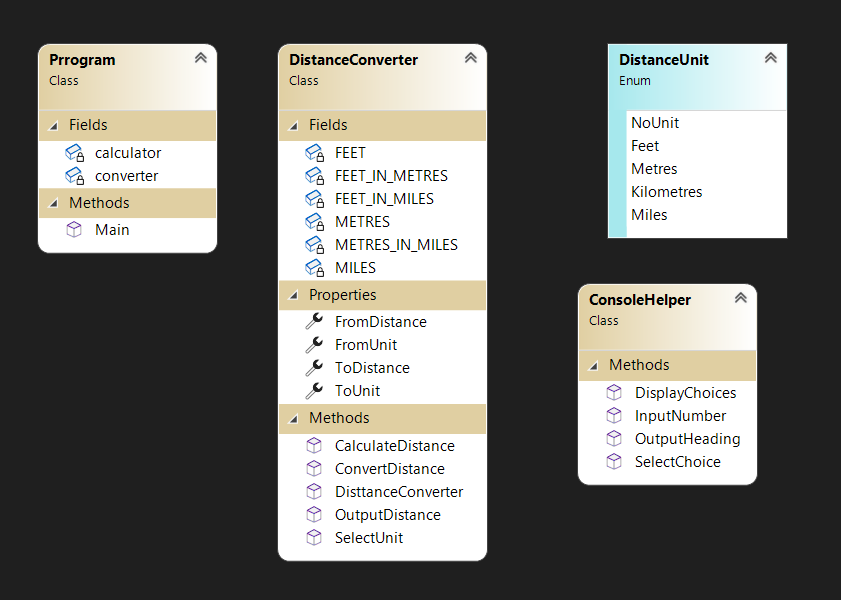 Prrogram
Class
Fields
calculator
converter
Methods
Main
DistanceConverter
Class
Fields
FEET
FEET_IN_METRES
FEET_IN_MILES
METRES
METRES_IN_MILES
MILES
Properties
FromDistance
FromUnit
ToDistance
ToUnit
Methods
CalculateDistance
ConvertDistance
DisttanceConverter
OutputDistance
SelectUnit
DistanceUnit
Enum
NoUnit
Feet
Metres
Kilometres
Miles
ConsoleHelper
Class
Methods
DisplayChoices
InputNumber
OutputHeading
SelectChoice